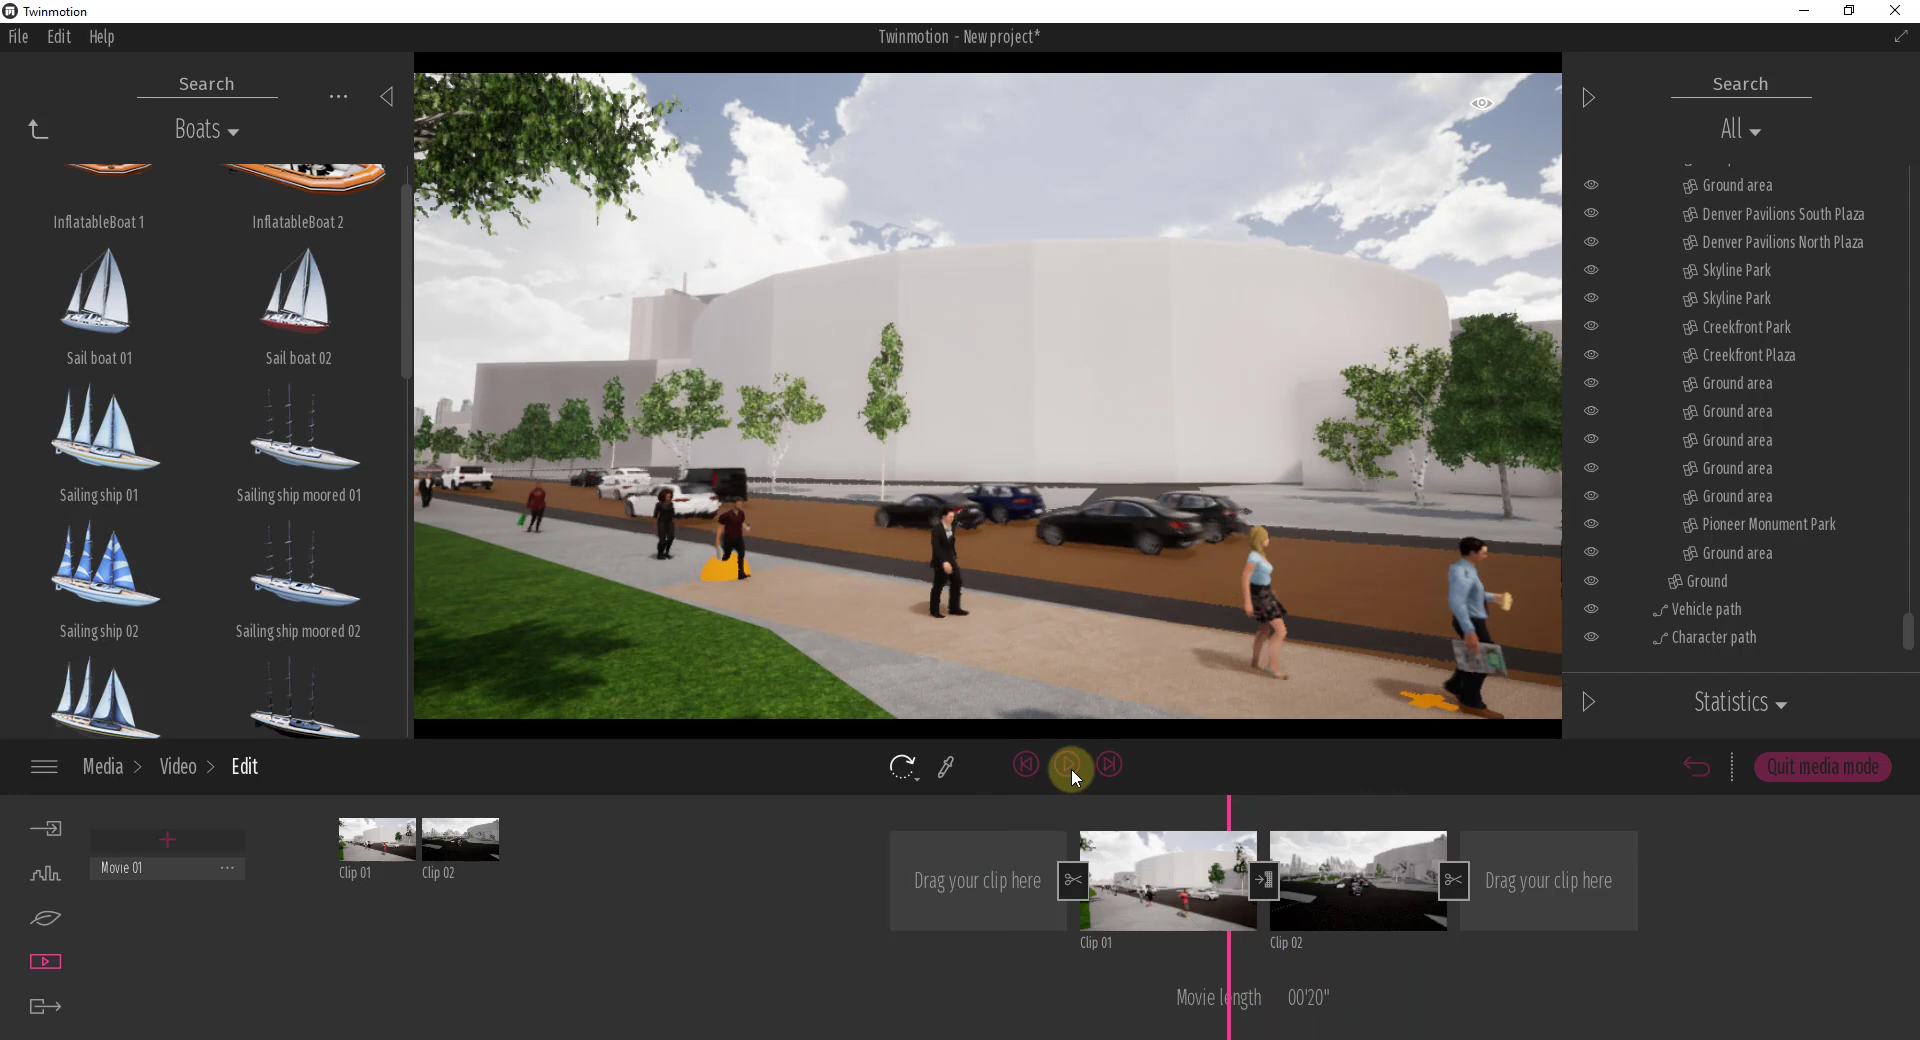 Twinmotion
File Edit Help
Twinmotion - New project*
Search
Boats
InflatableBoat 1
InflatableBoat 2
Sail boat 01
Sail boat 02
Sailing ship 01
Sailing ship moored 01
Sailing ship 02
Sailing ship moored 02
Search
All
Ground area
Denver Pavilions South Plaza
Denver Pavilions North Plaza
Skyline Park
Skyline Park
Creekfront Park
Creekfront Plaza
Ground area
Ground area
Ground area
Ground area
Ground area
Pioneer Monument Park
Ground area
Ground
Vehicle path
Character path
Statistics
Media > Video > Edit
Quit media mode
Movie 01
Clip 01
Clip 02
Drag your clip here
Drag your clip here
Clip 01
Clip 02
Movie length 00'20"